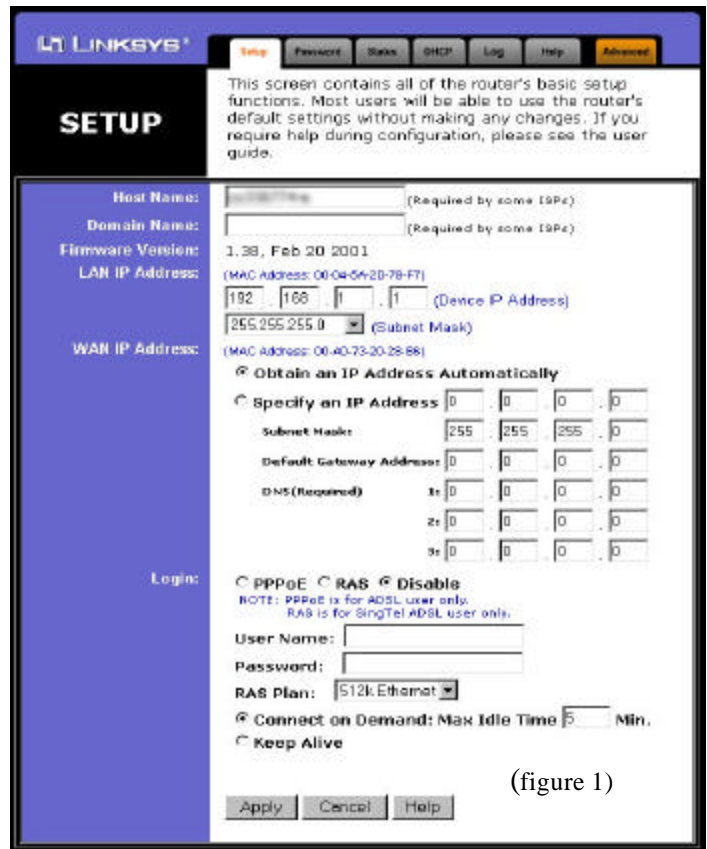 LINKSYS®
Setup Password Status DHCP Log Help Advanced
SETUP
This screen contains all of the router's basic setup
functions. Most users will be able to use the router's
default settings without making any changes. If you
require help during configuration, please see the user
guide.
Host Name: (Required by some ISPs)
Domain Name: (Required by some ISPs)
Firmware Version: 1.38, Feb 20 2001
LAN IP Address: (MAC Address: 00-04-5A-2D-78-F7)
192 . 168 . 1 . 1 (Device IP Address)
255.255.255.0 (Subnet Mask)
WAN IP Address: (MAC Address: 00-40-73-20-28-86)
Obtain an IP Address Automatically
Specify an IP Address 0 . 0 . 0 . 0
Subnet Mask: 255 . 255 . 255 . 0
Default Gateway Address: 0 . 0 . 0 . 0
DNS(Required) 1: 0 . 0 . 0 . 0
2: 0 . 0 . 0 . 0
3: 0 . 0 . 0 . 0
Login: PPPoE RAS Disable
NOTE: PPPoE is for ADSL user only.
RAS is for SingTel ADSL user only.
User Name:
Password:
RAS Plan: 512k Ethernet
Connect on Demand: Max Idle Time 5 Min.
Keep Alive
(figure 1)
Apply Cancel Help